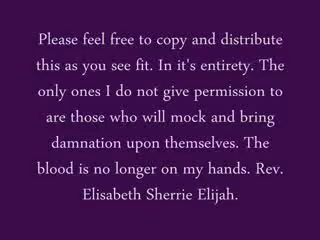 Please feel free to copy and distribute
this as you see fit. In it's entirety. The
only ones I do not give permission to
are those who will mock and bring
damnation upon themselves. The
blood is no longer on my hands. Rev.
Elisabeth Sherrie Elijah.